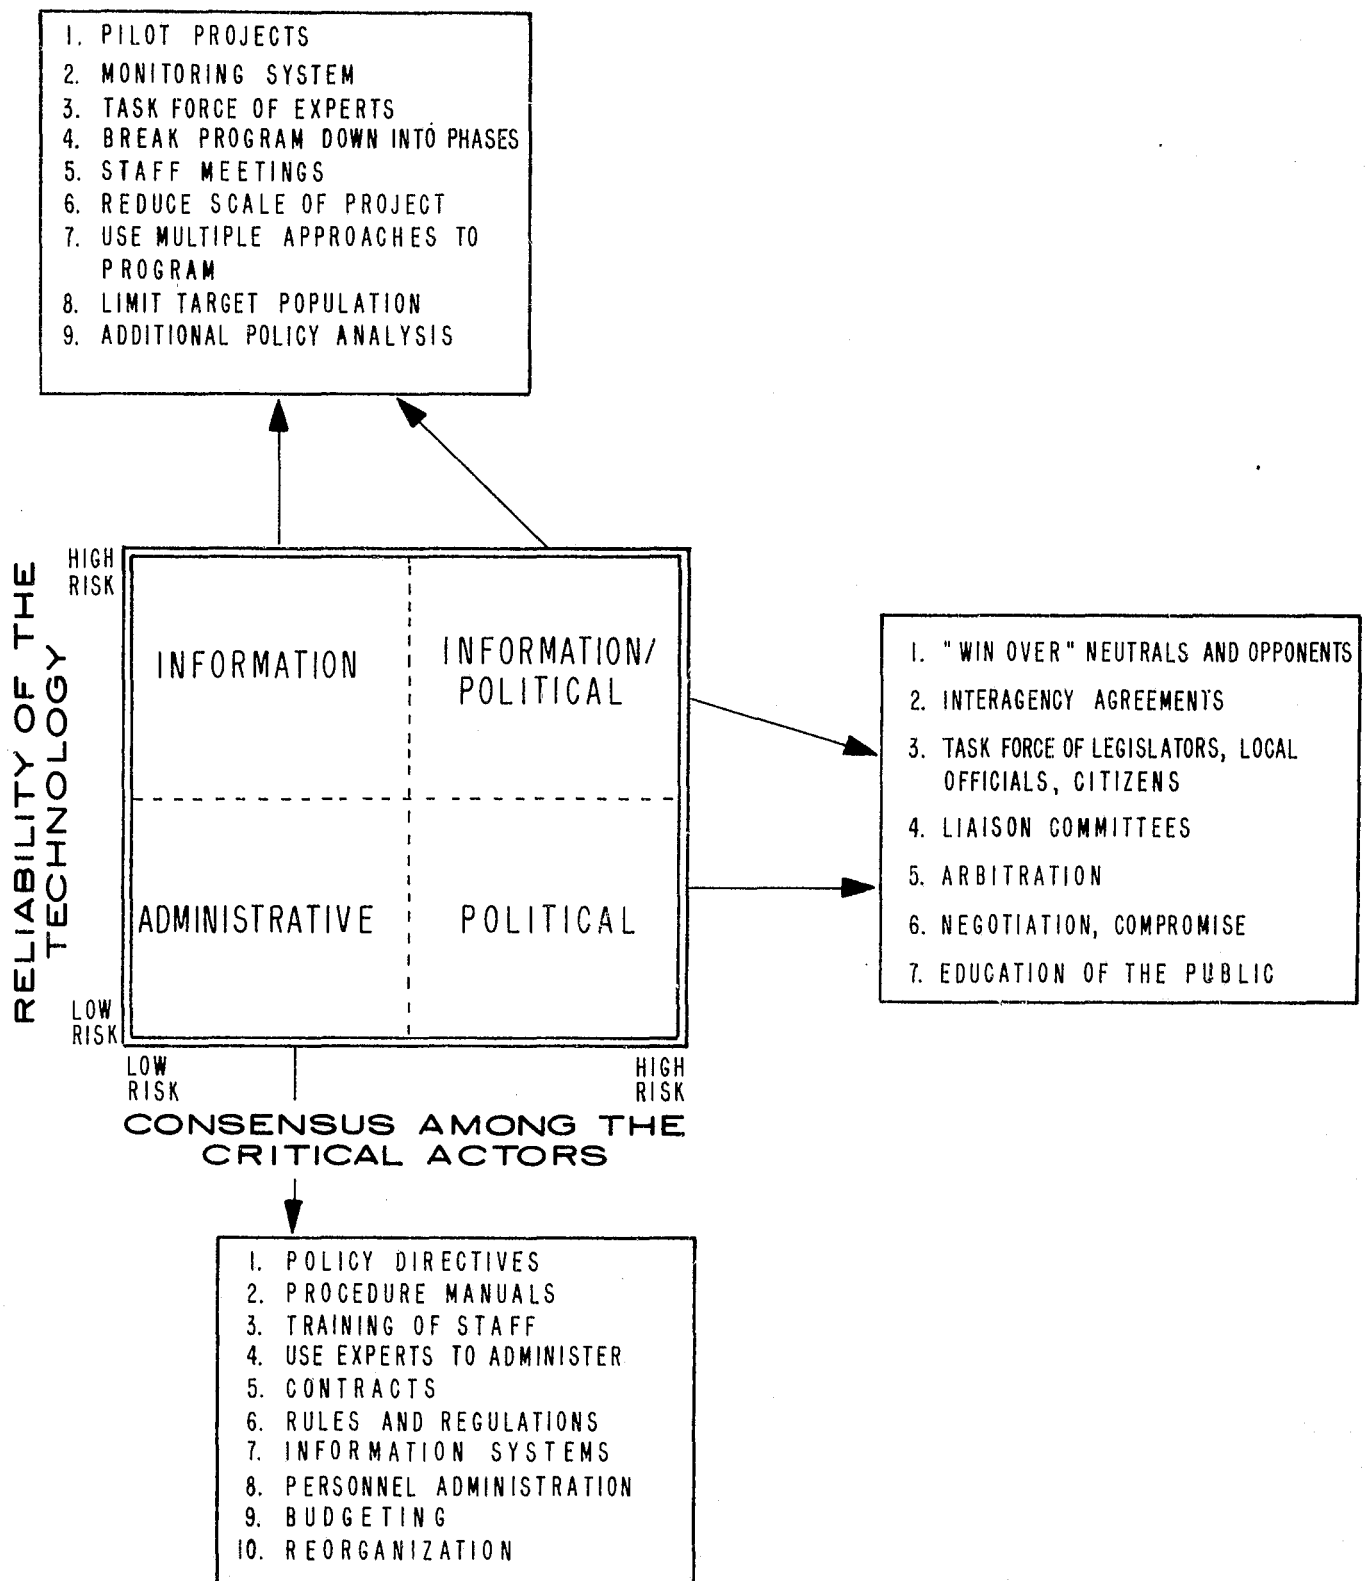 1. PILOT PROJECTS
2. MONITORING SYSTEM
3. TASK FORCE OF EXPERTS
4. BREAK PROGRAM DOWN INTO PHASES
5. STAFF MEETINGS
6. REDUCE SCALE OF PROJECT
7. USE MULTIPLE APPROACHES TO
PROGRAM
8. LIMIT TARGET POPULATION
9. ADDITIONAL POLICY ANALYSIS
RELIABILITY OF THE
TECHNOLOGY
HIGH
RISK
INFORMATION
INFORMATION/
POLITICAL
ADMINISTRATIVE
POLITICAL
LOW
RISK
LOW
RISK
HIGH
RISK
CONSENSUS AMONG THE
CRITICAL ACTORS
1. "WIN OVER" NEUTRALS AND OPPONENTS
2. INTERAGENCY AGREEMENTS
3. TASK FORCE OF LEGISLATORS, LOCAL
OFFICIALS, CITIZENS
4. LIAISON COMMITTEES
5. ARBITRATION
6. NEGOTIATION, COMPROMISE
7. EDUCATION OF THE PUBLIC
1. POLICY DIRECTIVES
2. PROCEDURE MANUALS
3. TRAINING OF STAFF
4. USE EXPERTS TO ADMINISTER
5. CONTRACTS
6. RULES AND REGULATIONS
7. INFORMATION SYSTEMS
8. PERSONNEL ADMINISTRATION
9. BUDGETING
10. REORGANIZATION